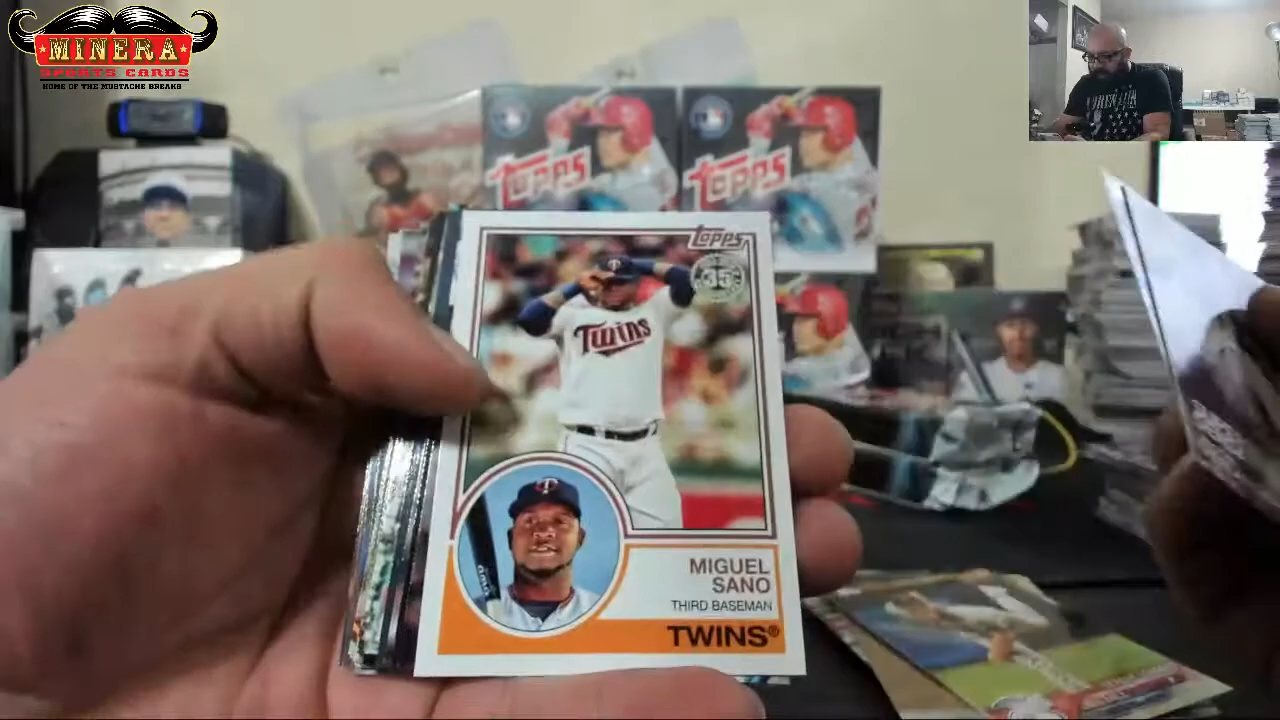 MINERA
SPORTS CARDS
HOME OF THE MUSTACHE BREAKS
TOPPS
TOPPS
TOPPS
35
Twins
MIGUEL
SANO
THIRD BASEMAN
TWINS®